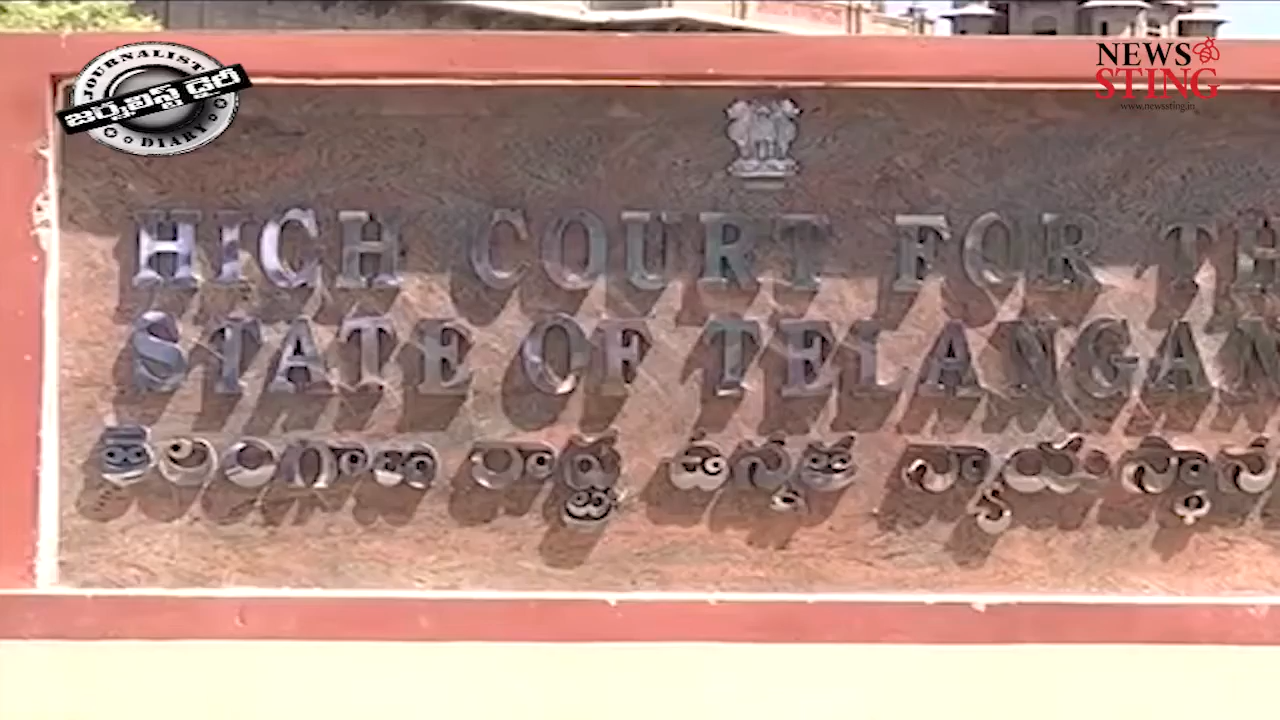 JOURNALIST
జర్నలిస్ట్ డైరీ
DIARY
NEWS
STING
www.newssting.in
HIGH COURT FOR TH
STATE OF TELANGAN
తెలంగాణ రాష్ట్ర ఉన్నత న్యాయస్థాన